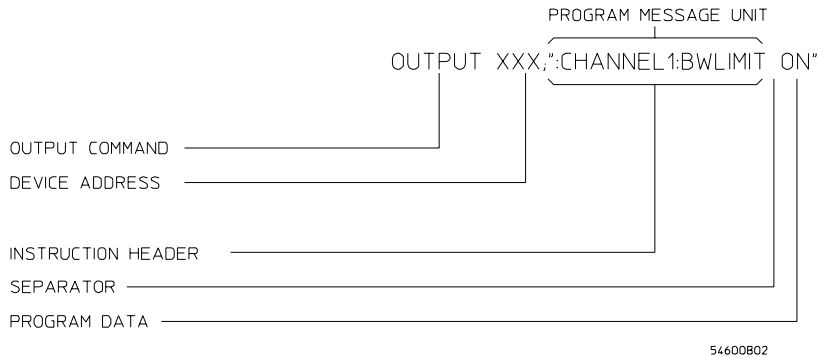 PROGRAM MESSAGE UNIT
OUTPUT XXX;":CHANNEL1:BWLIMIT ON"
OUTPUT COMMAND
DEVICE ADDRESS
INSTRUCTION HEADER
SEPARATOR
PROGRAM DATA
54600B02